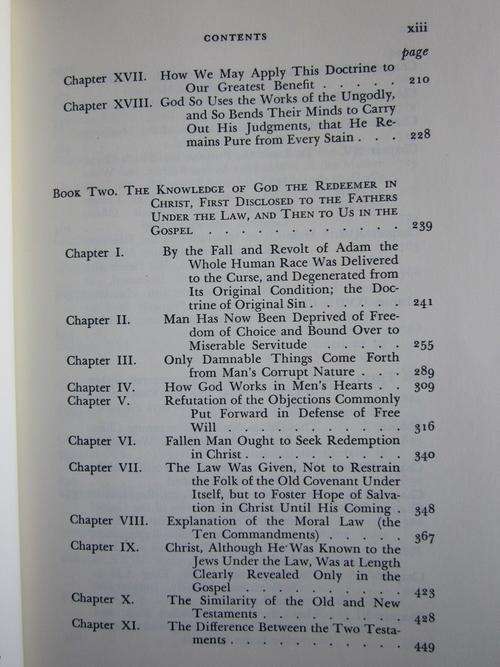 CONTENTS xiii
page
Chapter XVII. How We May Apply This Doctrine to
Our Greatest Benefit . . . . . 210
Chapter XVIII. God So Uses the Works of the Ungodly,
and So Bends Their Minds to Carry
Out His Judgments, that He Re-
mains Pure from Every Stain . . . 228
Book Two. The Knowledge of God the Redeemer in
Christ, First Disclosed to the Fathers
Under the Law, and Then to Us in the
Gospel . . . . . . . . . . . . 239
Chapter I. By the Fall and Revolt of Adam the
Whole Human Race Was Delivered
to the Curse, and Degenerated from
Its Original Condition; the Doc-
trine of Original Sin . . . . . . 241
Chapter II. Man Has Now Been Deprived of Free-
dom of Choice and Bound Over to
Miserable Servitude . . . . . 255
Chapter III. Only Damnable Things Come Forth
from Man's Corrupt Nature . . . 289
Chapter IV. How God Works in Men's Hearts . . 309
Chapter V. Refutation of the Objections Commonly
Put Forward in Defense of Free
Will . . . . . . . . . . . 316
Chapter VI. Fallen Man Ought to Seek Redemption
in Christ . . . . . . . . . . 340
Chapter VII. The Law Was Given, Not to Restrain
the Folk of the Old Covenant Under
Itself, but to Foster Hope of Salva-
tion in Christ Until His Coming . 348
Chapter VIII. Explanation of the Moral Law (the
Ten Commandments) . . . . . 367
Chapter IX. Christ, Although He Was Known to the
Jews Under the Law, Was at Length
Clearly Revealed Only in the
Gospel . . . . . . . . . . 423
Chapter X. The Similarity of the Old and New
Testaments . . . . . . . . . 428
Chapter XI. The Difference Between the Two Testa-
ments . . . . . . . . . . . 449